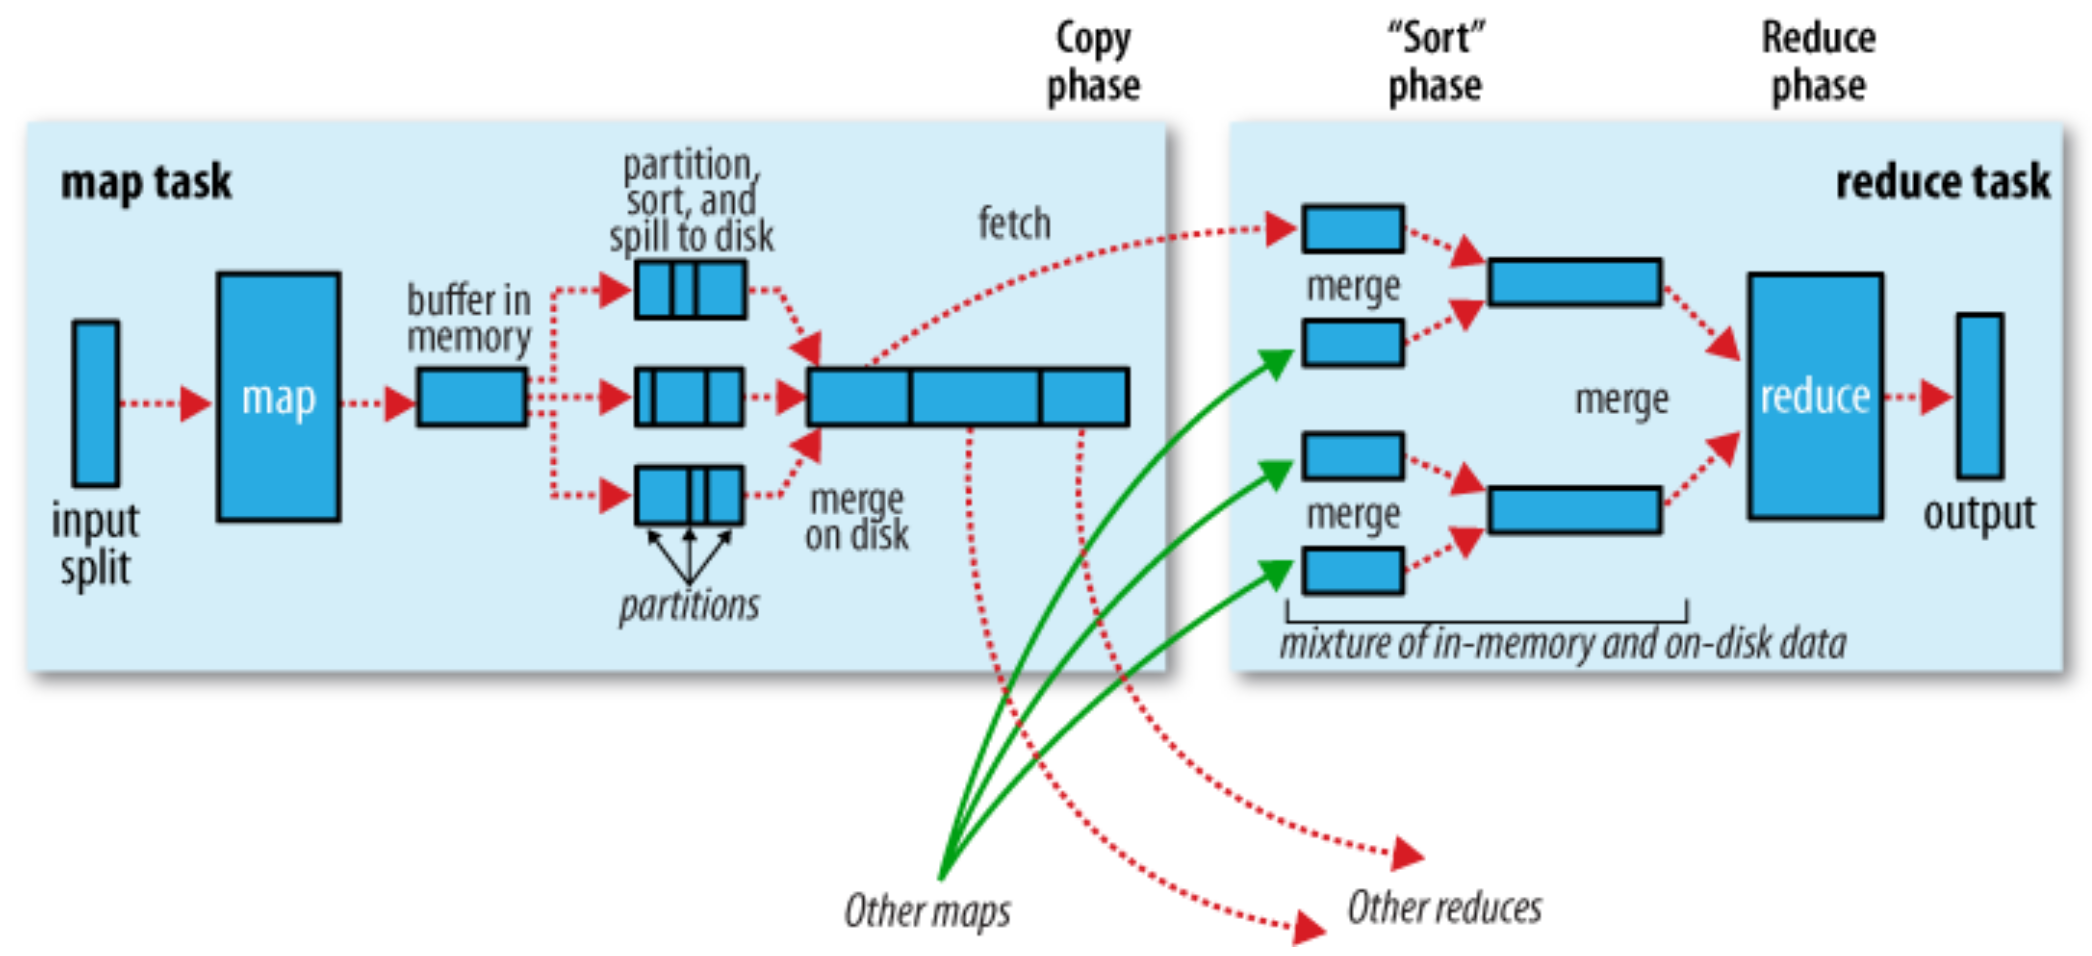 Copy
phase
“Sort”
phase
Reduce
phase
map task
partition,
sort, and
spill to disk
fetch
reduce task
buffer in
memory
merge
map
merge
reduce
input
split
merge
on disk
merge
output
partitions
mixture of in-memory and on-disk data
Other maps
Other reduces